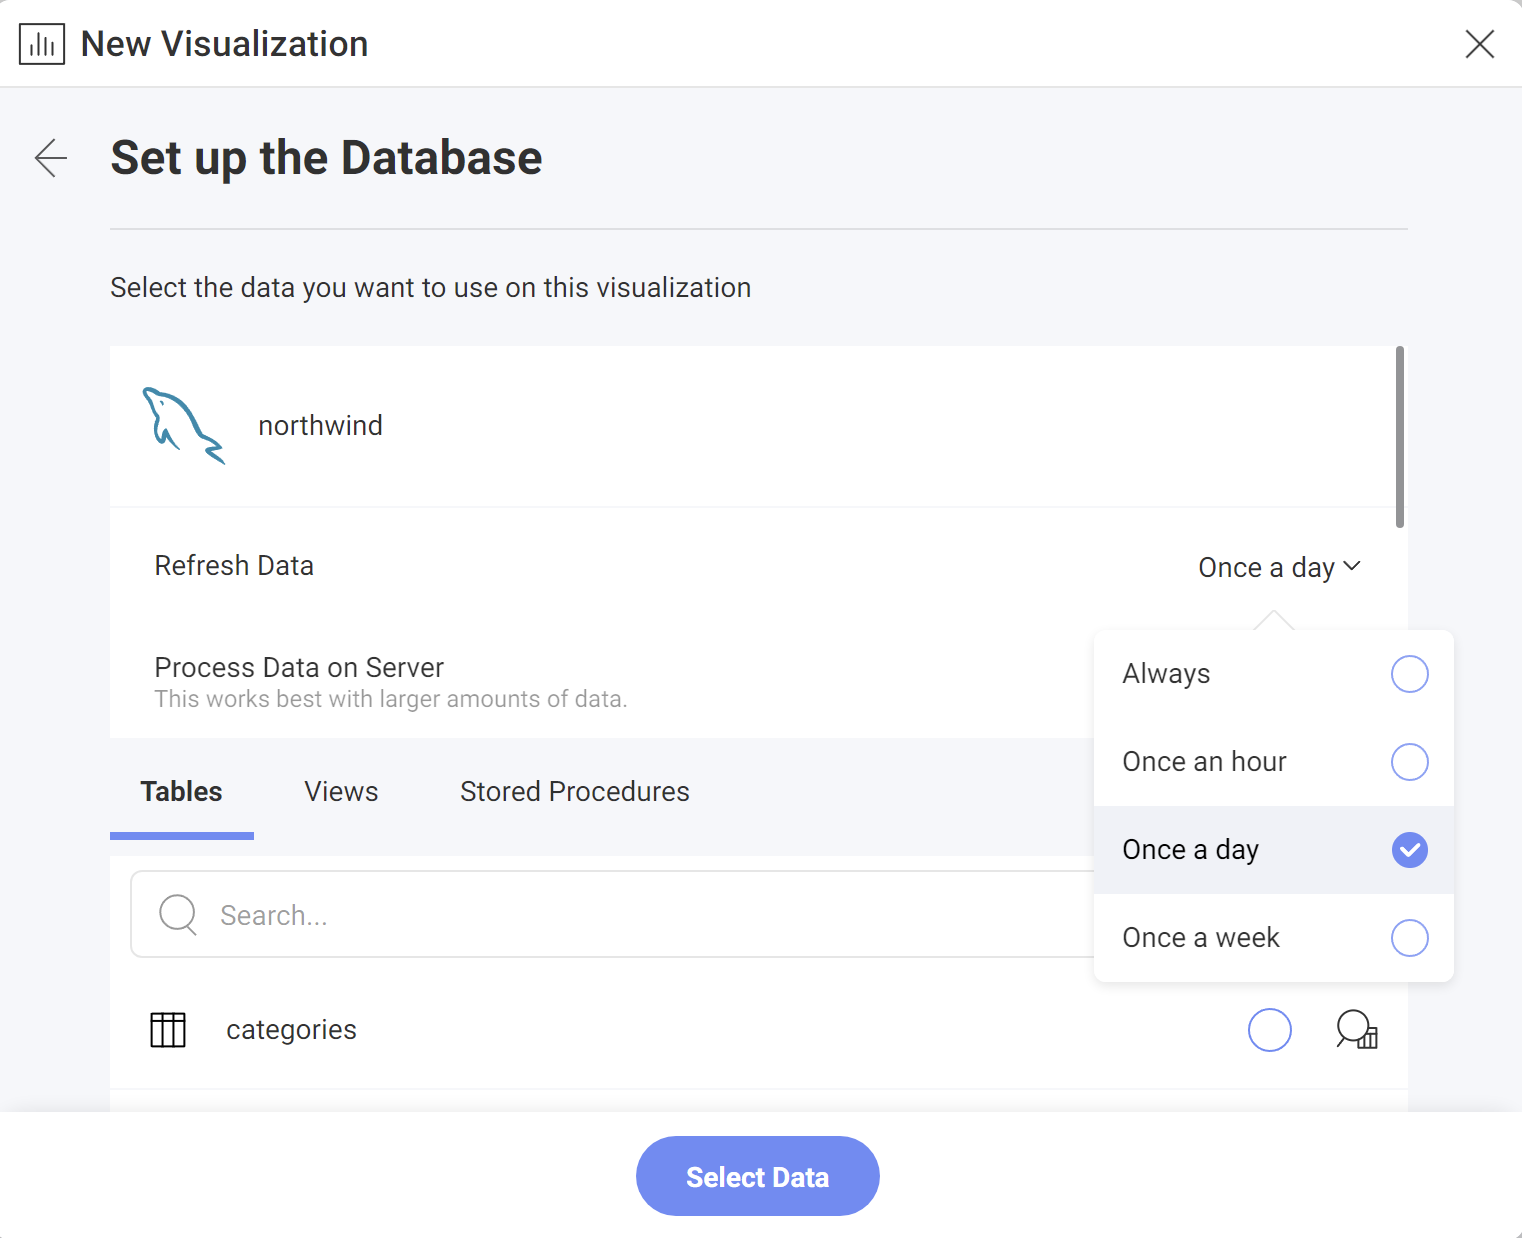 New Visualization
Set up the Database
Select the data you want to use on this visualization
northwind
Refresh Data
Once a day
Process Data on Server
This works best with larger amounts of data.
Always
Once an hour
Once a day
Once a week
Tables
Views
Stored Procedures
Search...
categories
Select Data